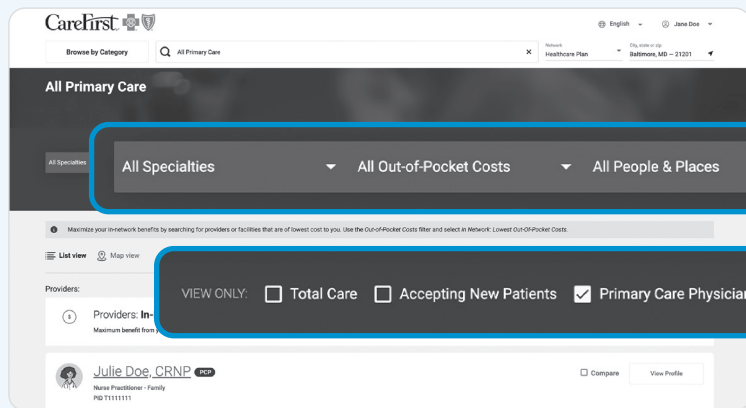 CareFirst
English
Jane Doe
Browse by Category
All Primary Care
×
Network
Healthcare Plan
City, state or zip
Baltimore, MD – 21201
All Primary Care
All Specialties
All Specialties
All Out-of-Pocket Costs
All People & Places
Maximize your in-network benefits by searching for providers or facilities that are of lowest cost to you. Use the Out-of-Pocket Costs filter and select In Network: Lowest Out-Of-Pocket Costs.
List view
Map view
VIEW ONLY:
Total Care
Accepting New Patients
Primary Care Physician
Providers:
$
Providers: In-
Maximum benefit from
Julie Doe, CRNP
PCP
Compare
View Profile
Nurse Practitioner - Family
PID T1111111